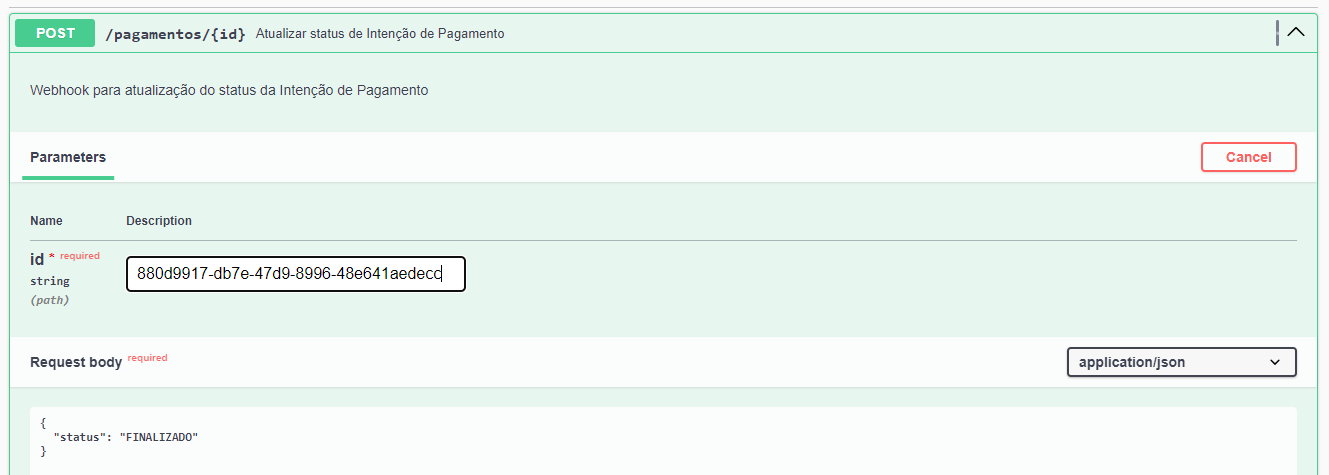 POST /pagamentos/{id} Atualizar status de Intenção de Pagamento
Webhook para atualização do status da Intenção de Pagamento
Parameters Cancel
Name Description
id * required
string
(path)
880d9917-db7e-47d9-8996-48e641aedecc
Request body required application/json
{
"status": "FINALIZADO"
}